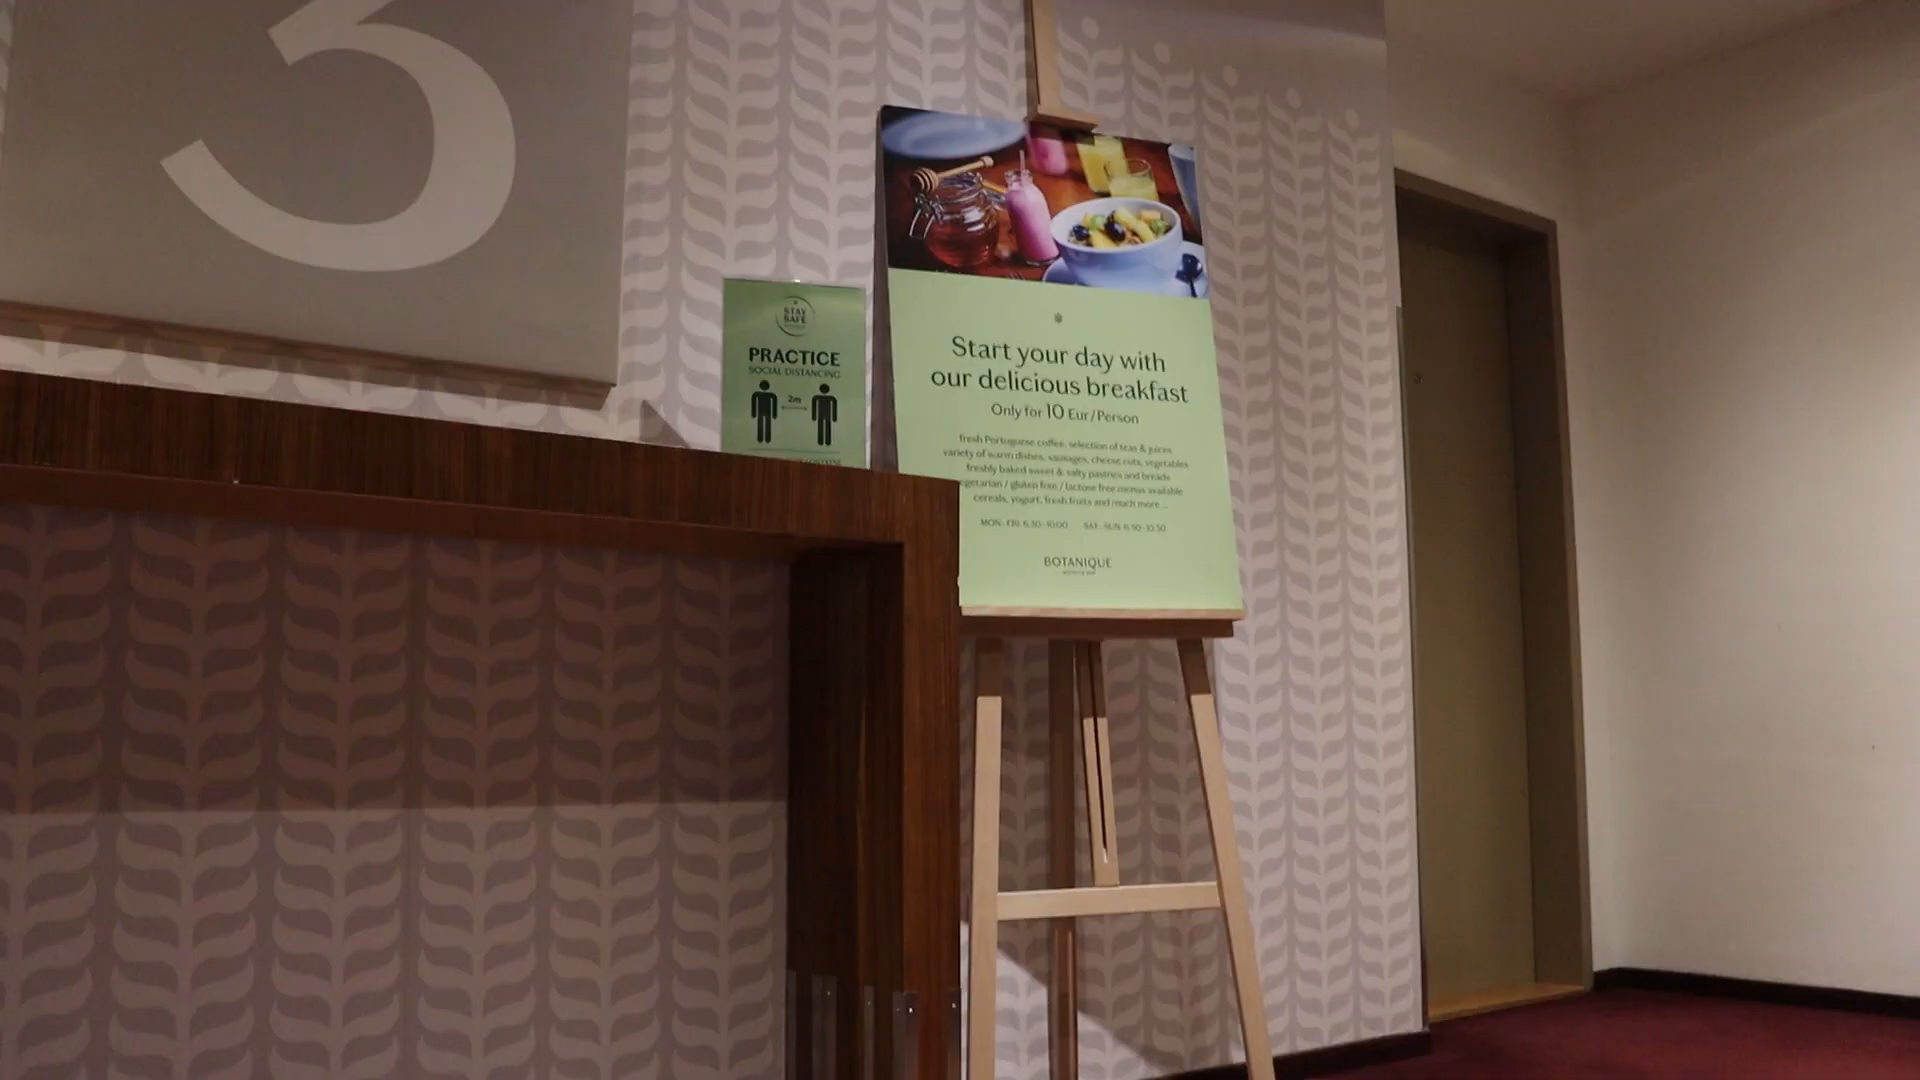 3
STAY
SAFE
PRACTICE
SOCIAL DISTANCING
2m
Start your day with
our delicious breakfast
Only for 10 Eur/Person
fresh Portuguese coffee, selection of teas & juices
variety of warm dishes, sausages, cheese cuts, vegetables
freshly baked sweet & salty pastries and breads
egetarian / gluten free / lactose free menus available
cereals, yogurt, fresh fruits and much more ...
MON - FRI: 6.30-10.00 SAT - SUN: 6.30-10.30
BOTANIQUE